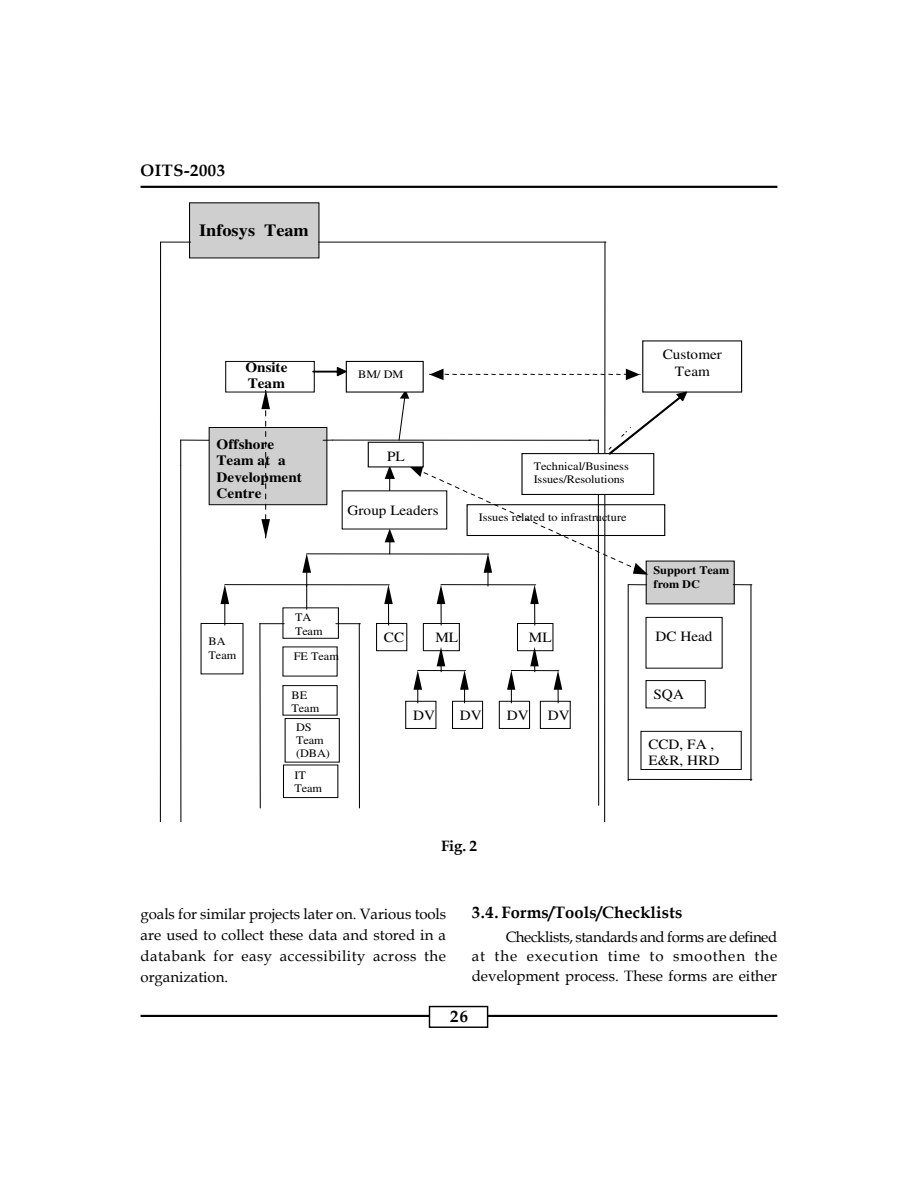 OITS-2003
Infosys Team
Customer
Team
Onsite
Team
BM/ DM
Offshore
Team at a
Development
Centre
PL
Technical/Business
Issues/Resolutions
Group Leaders
Issues related to infrastructure
Support Team
from DC
BA
Team
TA
Team
CC
ML
ML
DC Head
FE Team
BE
Team
SQA
DV
DV
DV
DV
DS
Team
(DBA)
CCD, FA ,
E&R, HRD
IT
Team
Fig. 2
goals for similar projects later on. Various tools
are used to collect these data and stored in a
databank for easy accessibility across the
organization.
3.4. Forms/Tools/Checklists
Checklists, standards and forms are defined
at the execution time to smoothen the
development process. These forms are either
26